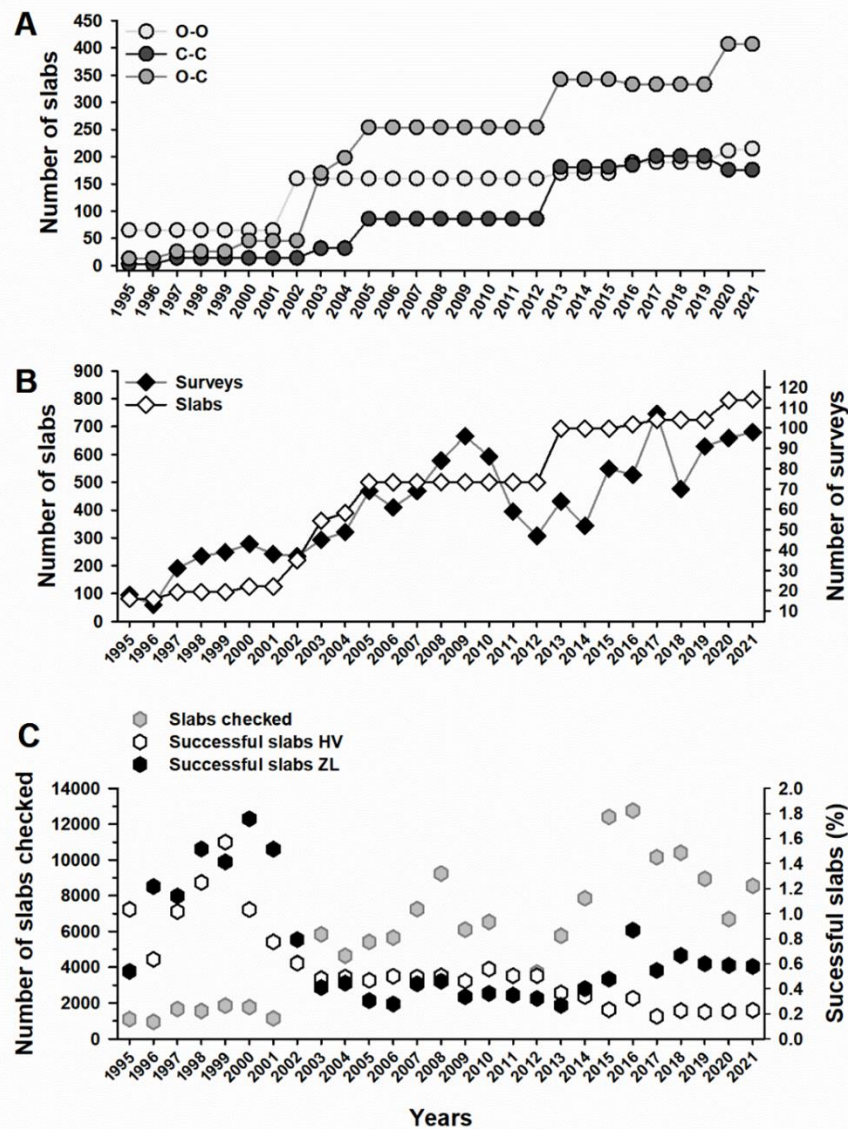 A
O-O
C-C
O-C
Number of slabs
450
400
350
300
250
200
150
100
50
0
1995 1996 1997 1998 1999 2000 2001 2002 2003 2004 2005 2006 2007 2008 2009 2010 2011 2012 2013 2014 2015 2016 2017 2018 2019 2020 2021
B
Surveys
Slabs
Number of slabs
900
800
700
600
500
400
300
200
100
0
Number of surveys
120
110
100
90
80
70
60
50
40
30
20
10
1995 1996 1997 1998 1999 2000 2001 2002 2003 2004 2005 2006 2007 2008 2009 2010 2011 2012 2013 2014 2015 2016 2017 2018 2019 2020 2021
C
Slabs checked
Successful slabs HV
Successful slabs ZL
Number of slabs checked
14000
12000
10000
8000
6000
4000
2000
0
Sucessful slabs (%)
2.0
1.8
1.6
1.4
1.2
1.0
0.8
0.6
0.4
0.2
0.0
1995 1996 1997 1998 1999 2000 2001 2002 2003 2004 2005 2006 2007 2008 2009 2010 2011 2012 2013 2014 2015 2016 2017 2018 2019 2020 2021
Years